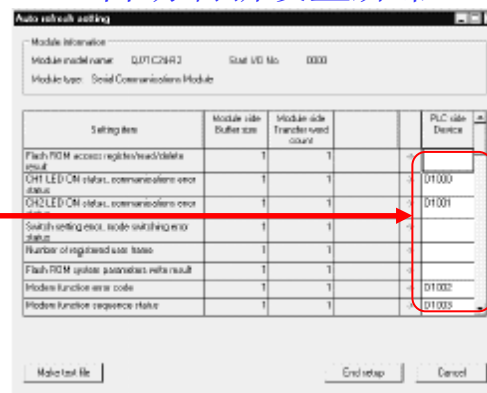 Auto refresh setting
Module information
Module model name: QJ71C24-R2 Start I/O No. 0000
Module type: Serial Communications Module
Setting item Module side Buffer size Module side Transfer word count PLC side Device
Flash ROM access register/read/delete result 1 1 ->
CH1 LED ON status, communications error status 1 1 -> D1000
CH2 LED ON status, communications error status 1 1 -> D1001
Switch setting error, mode switching error status 1 1 ->
Number of registered user frame 1 1 ->
Flash ROM system parameters write result 1 1 ->
Modem function error code 1 1 -> D1002
Modem function sequence status 1 1 -> D1003
Make text file End setup Cancel